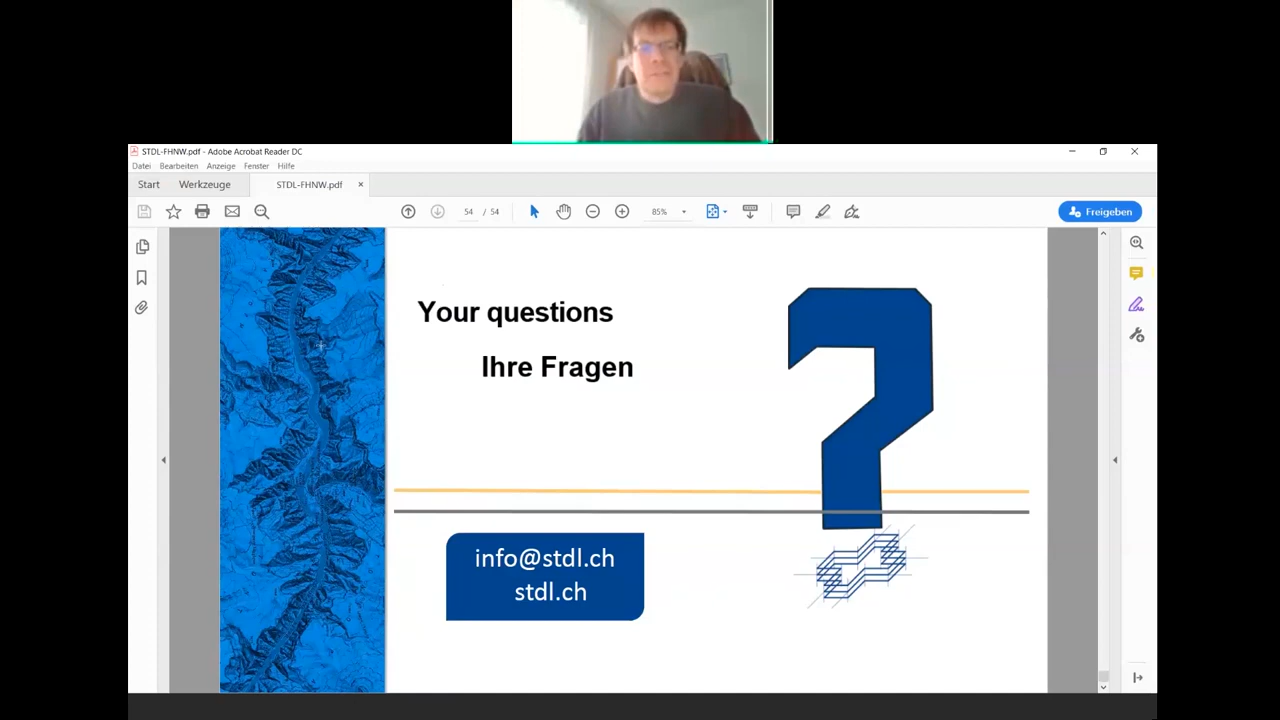 STDL-FHNW.pdf - Adobe Acrobat Reader DC
Datei Bearbeiten Anzeige Fenster Hilfe
Start Werkzeuge STDL-FHNW.pdf
54 / 54 85% Freigeben
Your questions
Ihre Fragen
?
info@stdl.ch
stdl.ch